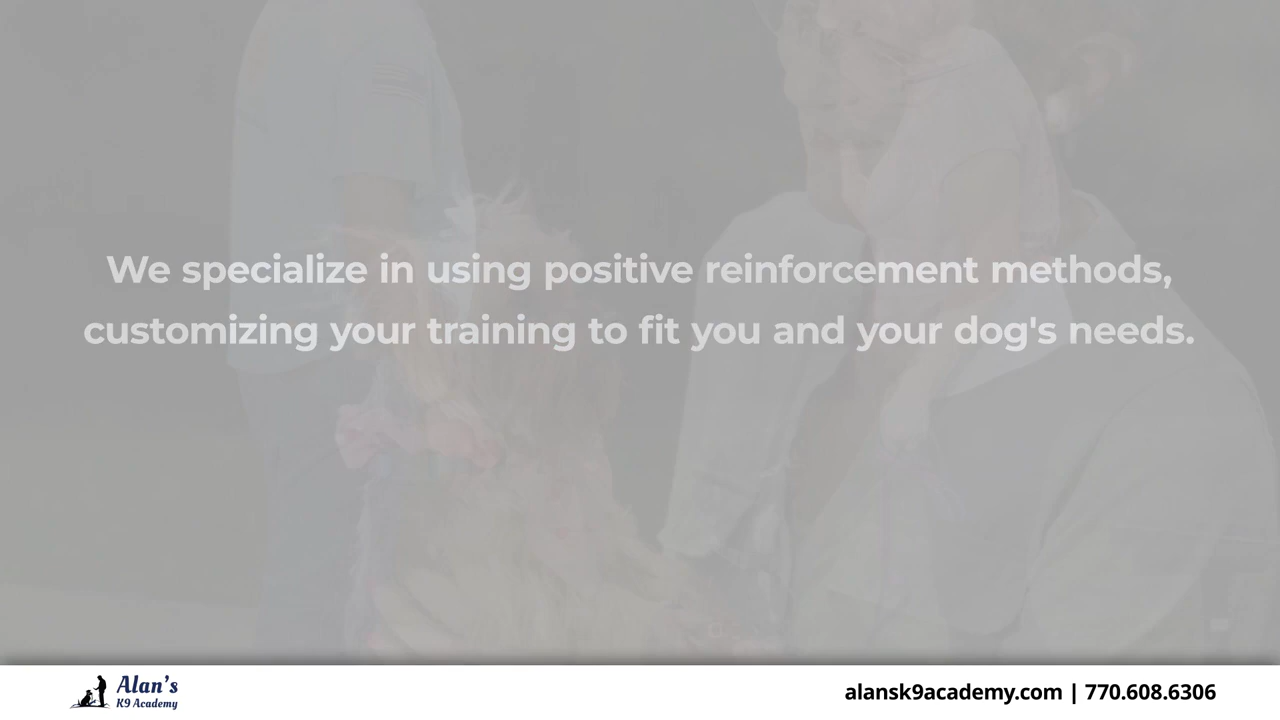 We specialize in using positive reinforcement methods,
customizing your training to fit you and your dog's needs.
Alan's
K9 Academy
alansk9academy.com | 770.608.6306